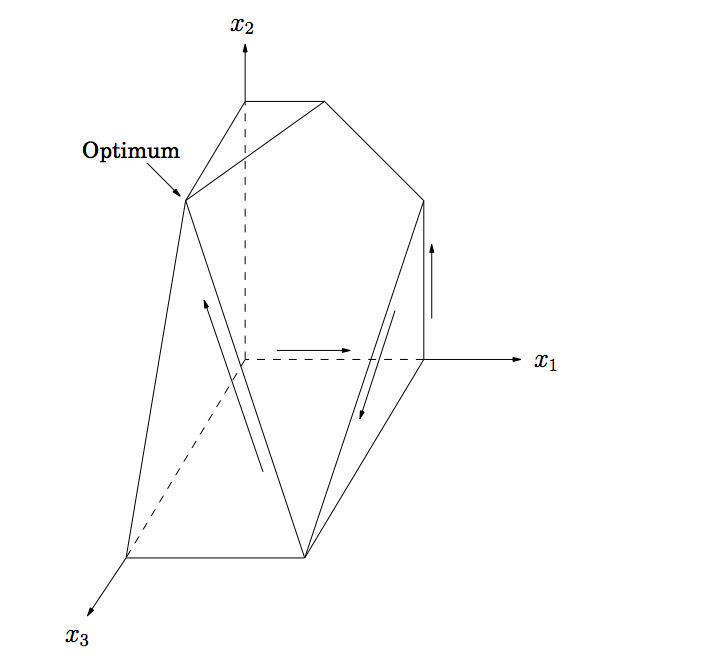 x₂
Optimum
x₁
x₃